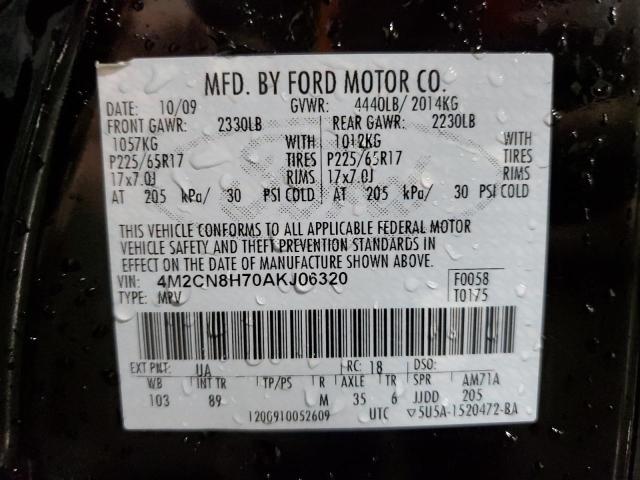 MFD. BY FORD MOTOR CO.
DATE: 10/09 GVWR: 4440LB/ 2014KG
FRONT GAWR: 2330LB REAR GAWR: 2230LB
1057KG WITH 1012KG WITH
P225/65R17 TIRES P225/65R17 TIRES
17x7.0J RIMS 17x7.0J RIMS
AT 205 kPa/ 30 PSI COLD AT 205 kPa/ 30 PSI COLD
THIS VEHICLE CONFORMS TO ALL APPLICABLE FEDERAL MOTOR
VEHICLE SAFETY AND THEFT PREVENTION STANDARDS IN
EFFECT ON THE DATE OF MANUFACTURE SHOWN ABOVE.
VIN: 4M2CN8H70AKJ06320 F0058
TYPE: MPV T0175
EXT PNT: UA RC: 18 DSO:
WB INT TR TP/PS R AXLE TR SPR AM71A
103 89 M 35 6 JJDD 205
120G910052609 UTC 5U5A-1520472-BA